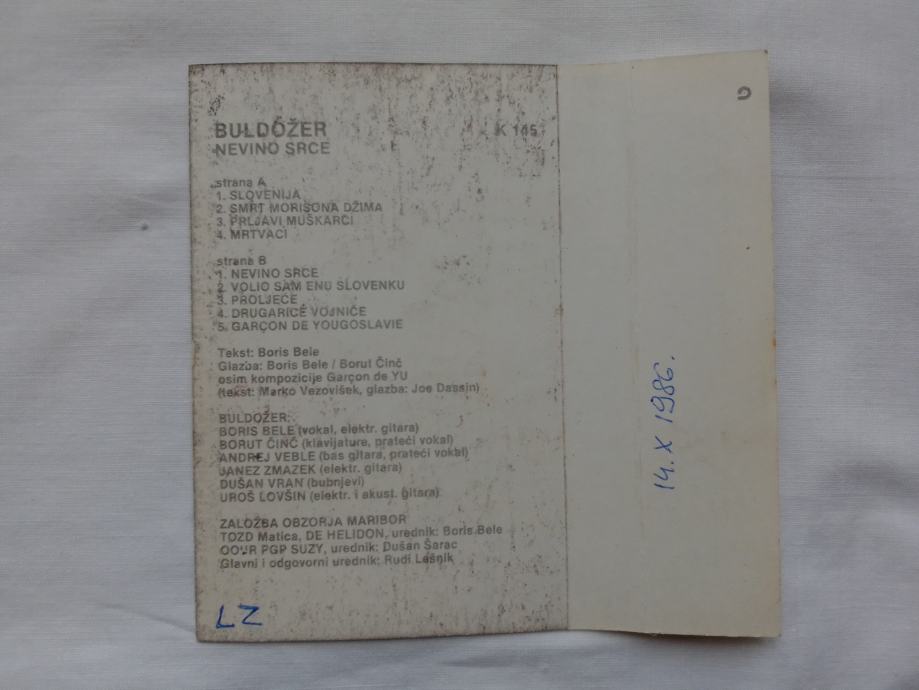 BULDÓŽER K 145
NEVINO SRCE
strana A
1. SLOVENIJA
2. SMRT MORISONA DŽIMA
3. PRLJAVI MUŠKARCI
4. MRTVACI
strana B
1. NEVINO SRCE
2. VOLIO SAM ENU SLOVENKU
3. PROLJEĆE
4. DRUGARICE VOJNIČE
5. GARÇON DE YOUGOSLAVIE
Tekst: Boris Bele
Glazba: Boris Bele / Borut Činč
osim kompozicije Garçon de YU
(tekst: Marko Vezovišek, glazba: Joe Dassin)
BULDOŽER:
BORIS BELE (vokal, elektr. gitara)
BORUT ČINČ (klavijature, prateći vokal)
ANDREJ VEBLE (bas gitara, prateći vokal)
JANEZ ZMAZEK (elektr. gitara)
DUŠAN VRAN (bubnjevi)
UROŠ LOVŠIN (elektr. i akust. gitara)
ZALOŽBA OBZORJA MARIBOR
TOZD Matica, DE HELIDON, urednik: Boris Bele
OOUR PGP SUZY, urednik: Dušan Šarac
Glavni i odgovorni urednik: Rudi Lešnik
LZ
14. X 1986.